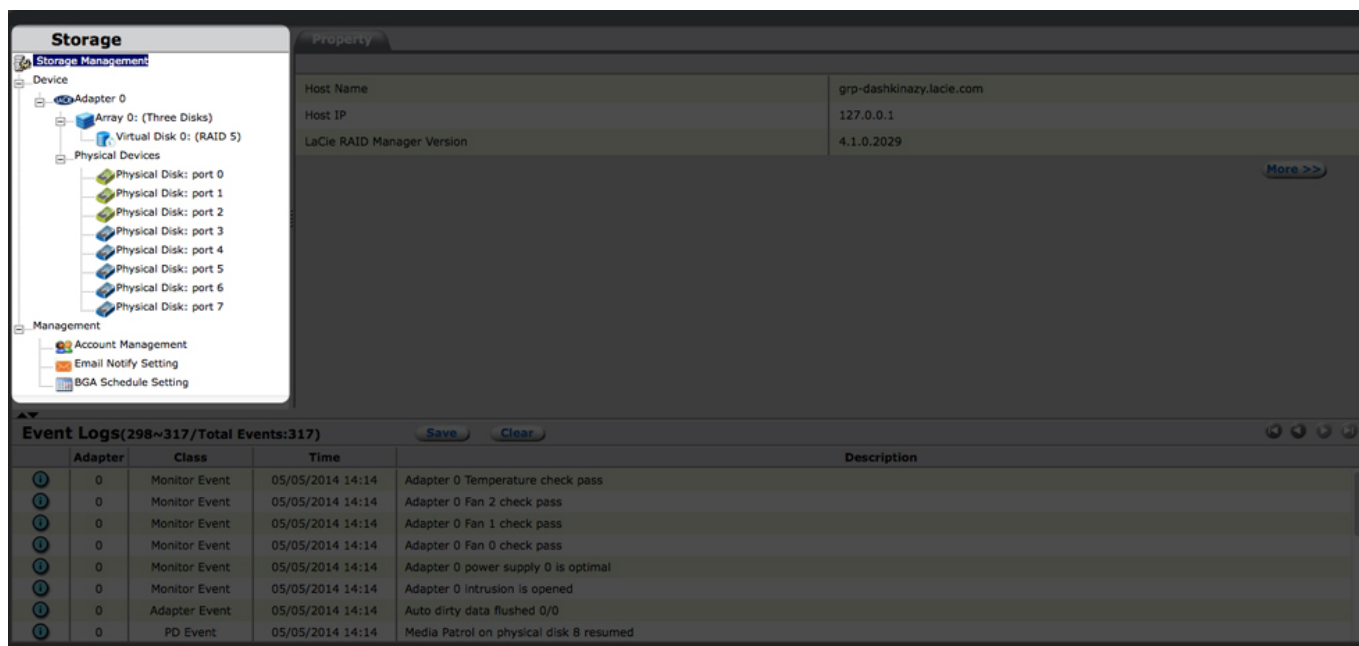 Storage
Storage Management
Device
Adapter 0
Array 0: (Three Disks)
Virtual Disk 0: (RAID 5)
Physical Devices
Physical Disk: port 0
Physical Disk: port 1
Physical Disk: port 2
Physical Disk: port 3
Physical Disk: port 4
Physical Disk: port 5
Physical Disk: port 6
Physical Disk: port 7
Management
Account Management
Email Notify Setting
BGA Schedule Setting
Property
Host Name grp-dashkinazy.lacie.com
Host IP 127.0.0.1
LaCie RAID Manager Version 4.1.0.2029
More >>
Event Logs(298~317/Total Events:317) Save Clear
Adapter Class Time Description
0 Monitor Event 05/05/2014 14:14 Adapter 0 Temperature check pass
0 Monitor Event 05/05/2014 14:14 Adapter 0 Fan 2 check pass
0 Monitor Event 05/05/2014 14:14 Adapter 0 Fan 1 check pass
0 Monitor Event 05/05/2014 14:14 Adapter 0 Fan 0 check pass
0 Monitor Event 05/05/2014 14:14 Adapter 0 power supply 0 is optimal
0 Monitor Event 05/05/2014 14:14 Adapter 0 intrusion is opened
0 Adapter Event 05/05/2014 14:14 Auto dirty data flushed 0/0
0 PD Event 05/05/2014 14:14 Media Patrol on physical disk 8 resumed